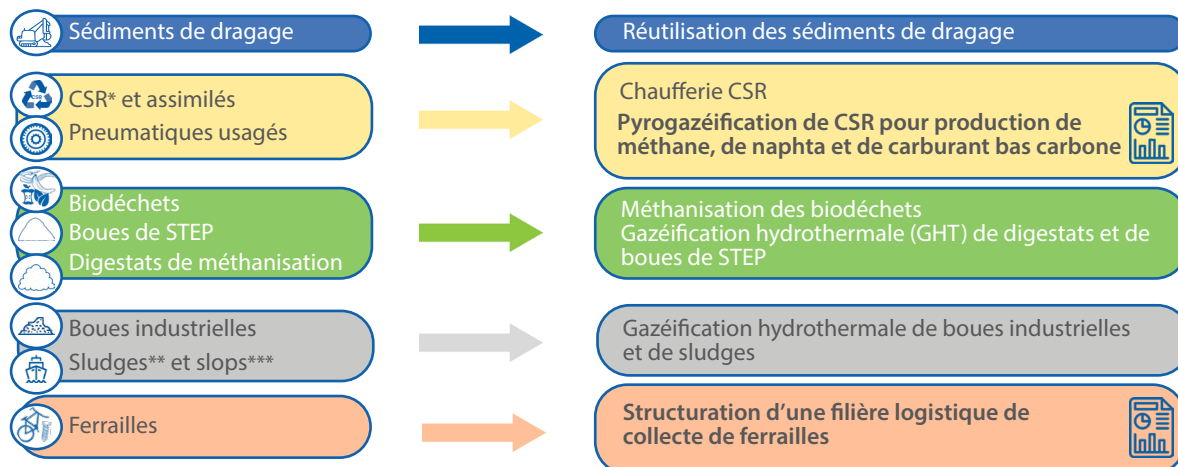 Sédiments de dragage
Réutilisation des sédiments de dragage
CSR
CSR* et assimilés
Pneumatiques usagés
Chaufferie CSR
Pyrogazéification de CSR pour production de
méthane, de naphta et de carburant bas carbone
Biodéchets
Boues de STEP
Digestats de méthanisation
Méthanisation des biodéchets
Gazéification hydrothermale (GHT) de digestats et de
boues de STEP
Boues industrielles
Sludges** et slops***
Gazéification hydrothermale de boues industrielles
et de sludges
Ferrailles
Structuration d’une filière logistique de
collecte de ferrailles